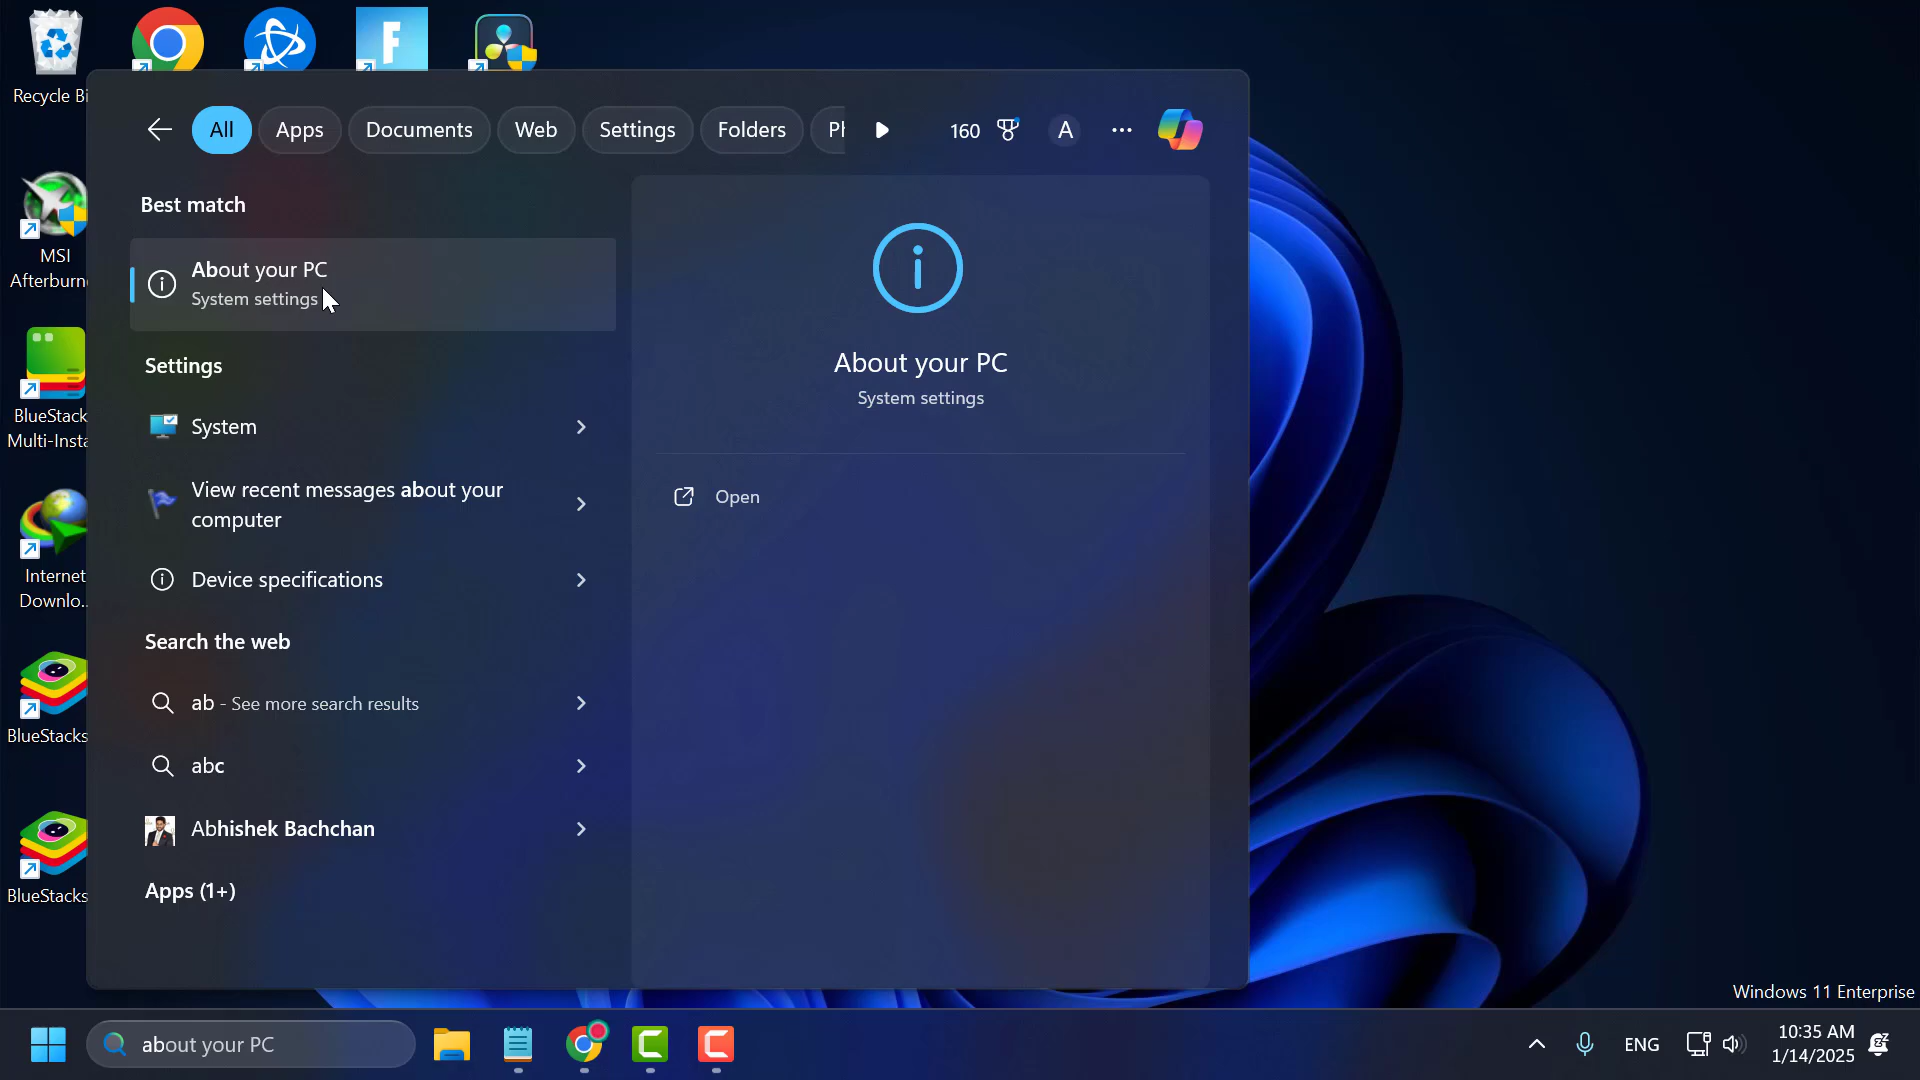 Recycle Bi
MSI
Afterburn
BlueStack
Multi-Insta
Internet
Downlo...
BlueStacks
BlueStacks
All
Apps
Documents
Web
Settings
Folders
Ph
160
A
Best match
About your PC
System settings
Settings
System
View recent messages about your
computer
Device specifications
Search the web
ab - See more search results
abc
Abhishek Bachchan
Apps (1+)
About your PC
System settings
Open
Windows 11 Enterprise
about your PC
ENG
10:35 AM
1/14/2025